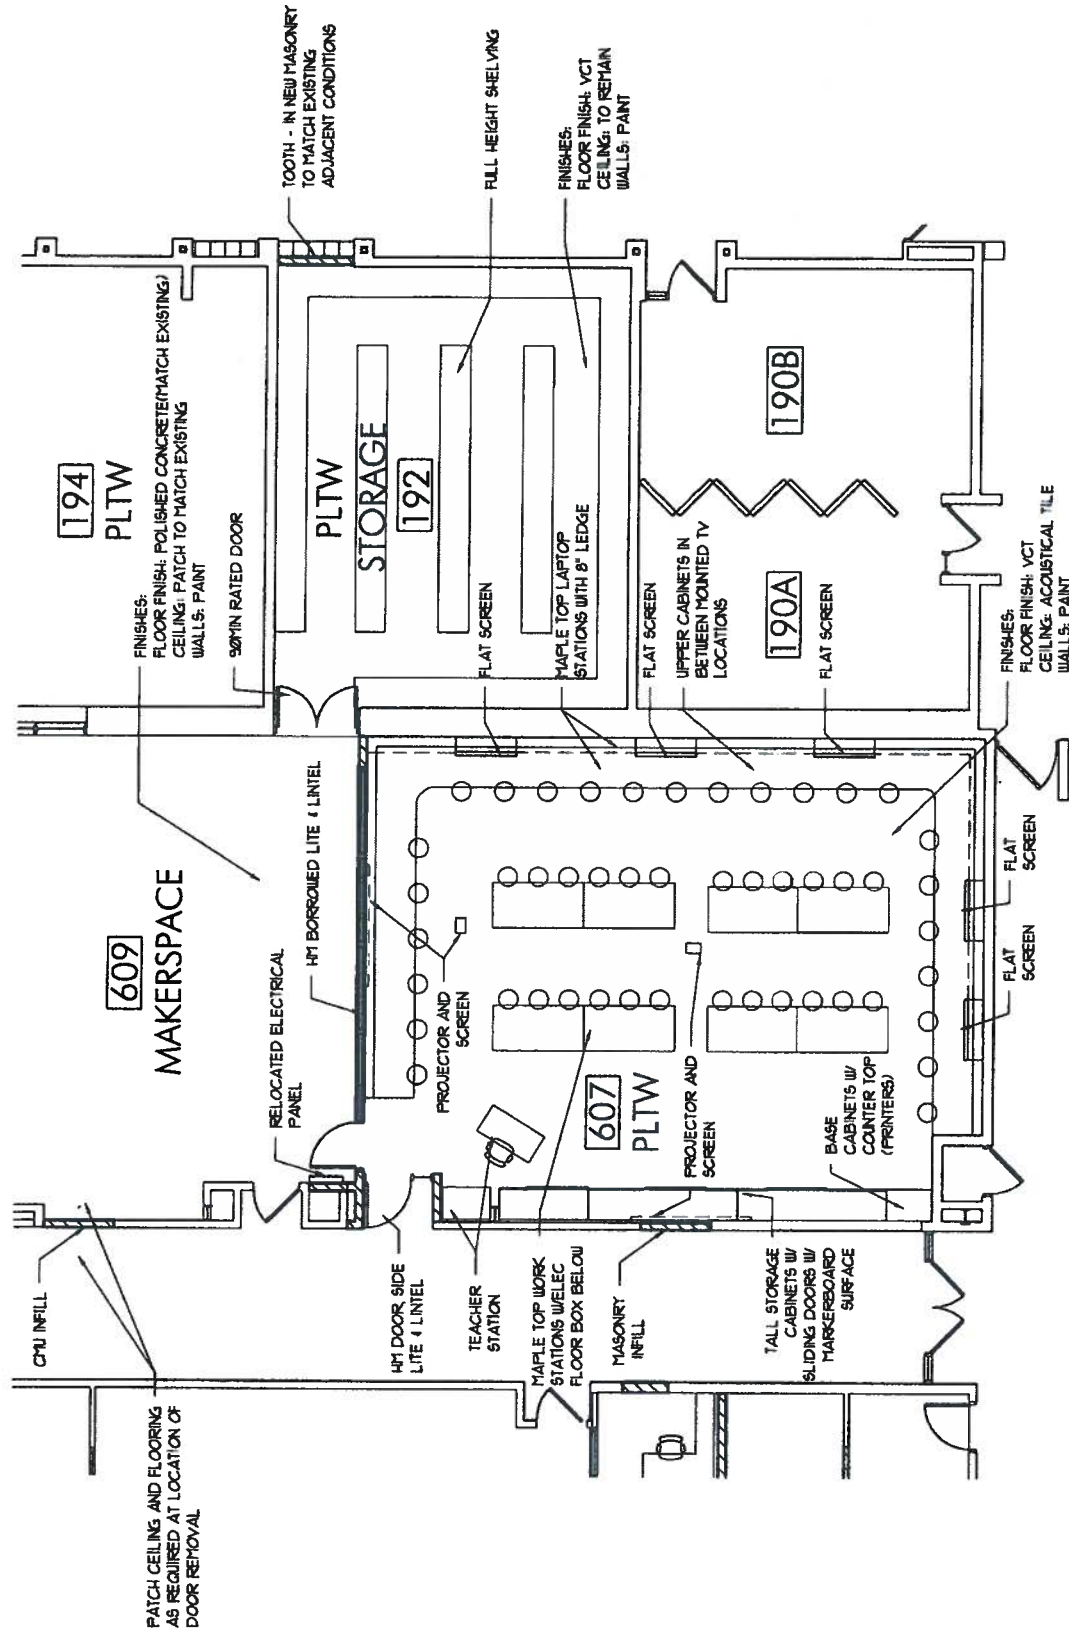 PATCH CEILING AND FLOORING
AS REQUIRED AT LOCATION OF
DOOR REMOVAL
CMU INFILL
609
MAKERSPACE
FINISHES:
FLOOR FINISH: POLISHED CONCRETE(MATCH EXISTING)
CEILING: PATCH TO MATCH EXISTING
WALLS: PAINT
194
PLTW
TOOTH - IN NEW MASONRY
TO MATCH EXISTING
ADJACENT CONDITIONS
90MIN RATED DOOR
RELOCATED ELECTRICAL
PANEL
HM BORROWED LITE & LINTEL
PLTW
STORAGE
192
FULL HEIGHT SHELVING
HM DOOR, SIDE
LITE & LINTEL
PROJECTOR AND
SCREEN
FLAT SCREEN
TEACHER
STATION
MAPLE TOP LAPTOP
STATIONS WITH 8" LEDGE
FINISHES:
FLOOR FINISH: VCT
CEILING: TO REMAIN
WALLS: PAINT
MAPLE TOP WORK
STATIONS W/ELEC
FLOOR BOX BELOW
607
PLTW
FLAT SCREEN
UPPER CABINETS IN
BETWEEN MOUNTED TV
LOCATIONS
MASONRY
INFILL
PROJECTOR AND
SCREEN
190A
190B
TALL STORAGE
CABINETS W/
SLIDING DOORS W/
MARKERBOARD
SURFACE
BASE
CABINETS W/
COUNTER TOP
(PRINTERS)
FLAT SCREEN
FLAT
SCREEN
FLAT
SCREEN
FINISHES:
FLOOR FINISH: VCT
CEILING: ACOUSTICAL TILE
WALLS: PAINT